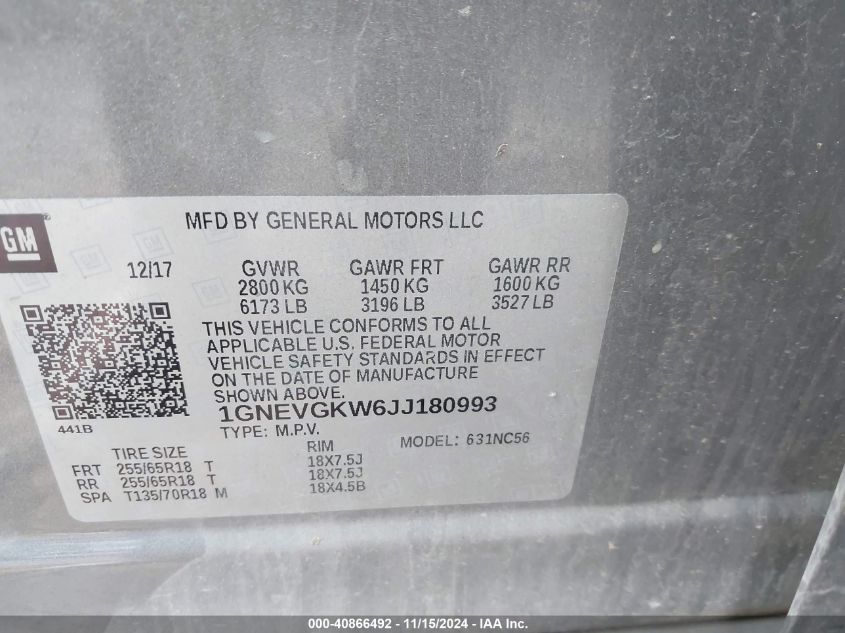 MFD BY GENERAL MOTORS LLC
GM
12/17 GVWR GAWR FRT GAWR RR
2800 KG 1450 KG 1600 KG
6173 LB 3196 LB 3527 LB
THIS VEHICLE CONFORMS TO ALL
APPLICABLE U.S. FEDERAL MOTOR
VEHICLE SAFETY STANDARDS IN EFFECT
ON THE DATE OF MANUFACTURE
SHOWN ABOVE.
1GNEVGKW6JJ180993
441B
TYPE: M.P.V. MODEL: 631NC56
TIRE SIZE RIM
FRT 255/65R18 T 18X7.5J
RR 255/65R18 T 18X7.5J
SPA T135/70R18 M 18X4.5B
000-40866492 - 11/15/2024 - IAA Inc.